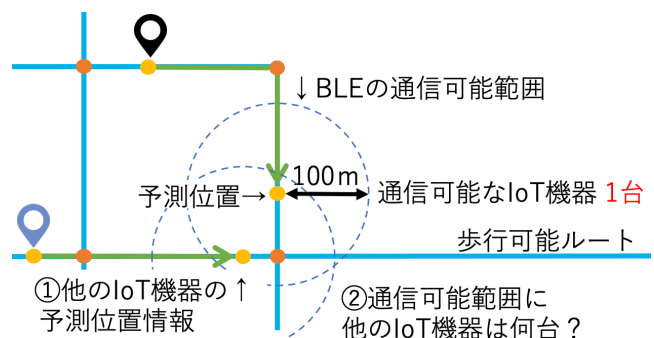 ↓BLEの通信可能範囲
100m
予測位置→
通信可能なIoT機器 1台
歩行可能ルート
①他のIoT機器の↑
予測位置情報
②通信可能範囲に
他のIoT機器は何台？